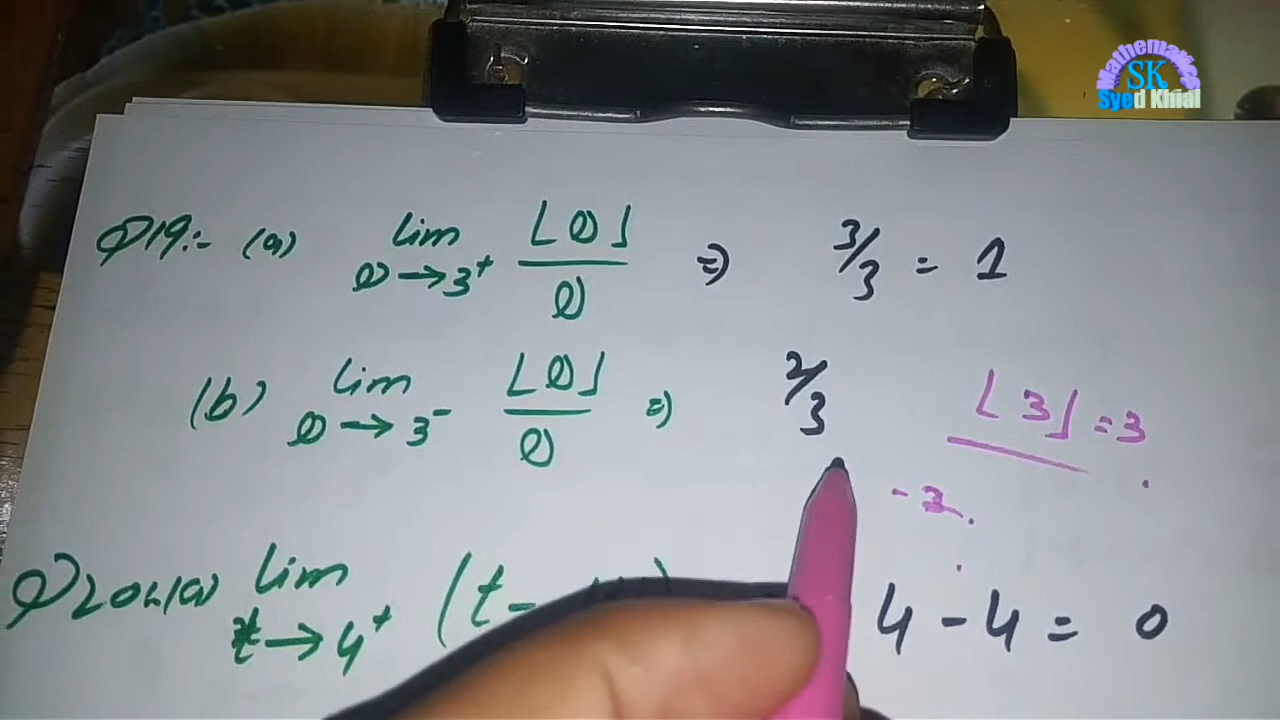 Mathematics
SK
Syed Khial
Q19:- (a) lim θ→3⁺ ⌊θ⌋/θ ⇒ 3/3 = 1
(b) lim θ→3⁻ ⌊θ⌋/θ ⇒ 2/3
⌊3⌋ = 3
Q20:-(a) lim t→4⁺ (t- ) 4 - 4 = 0